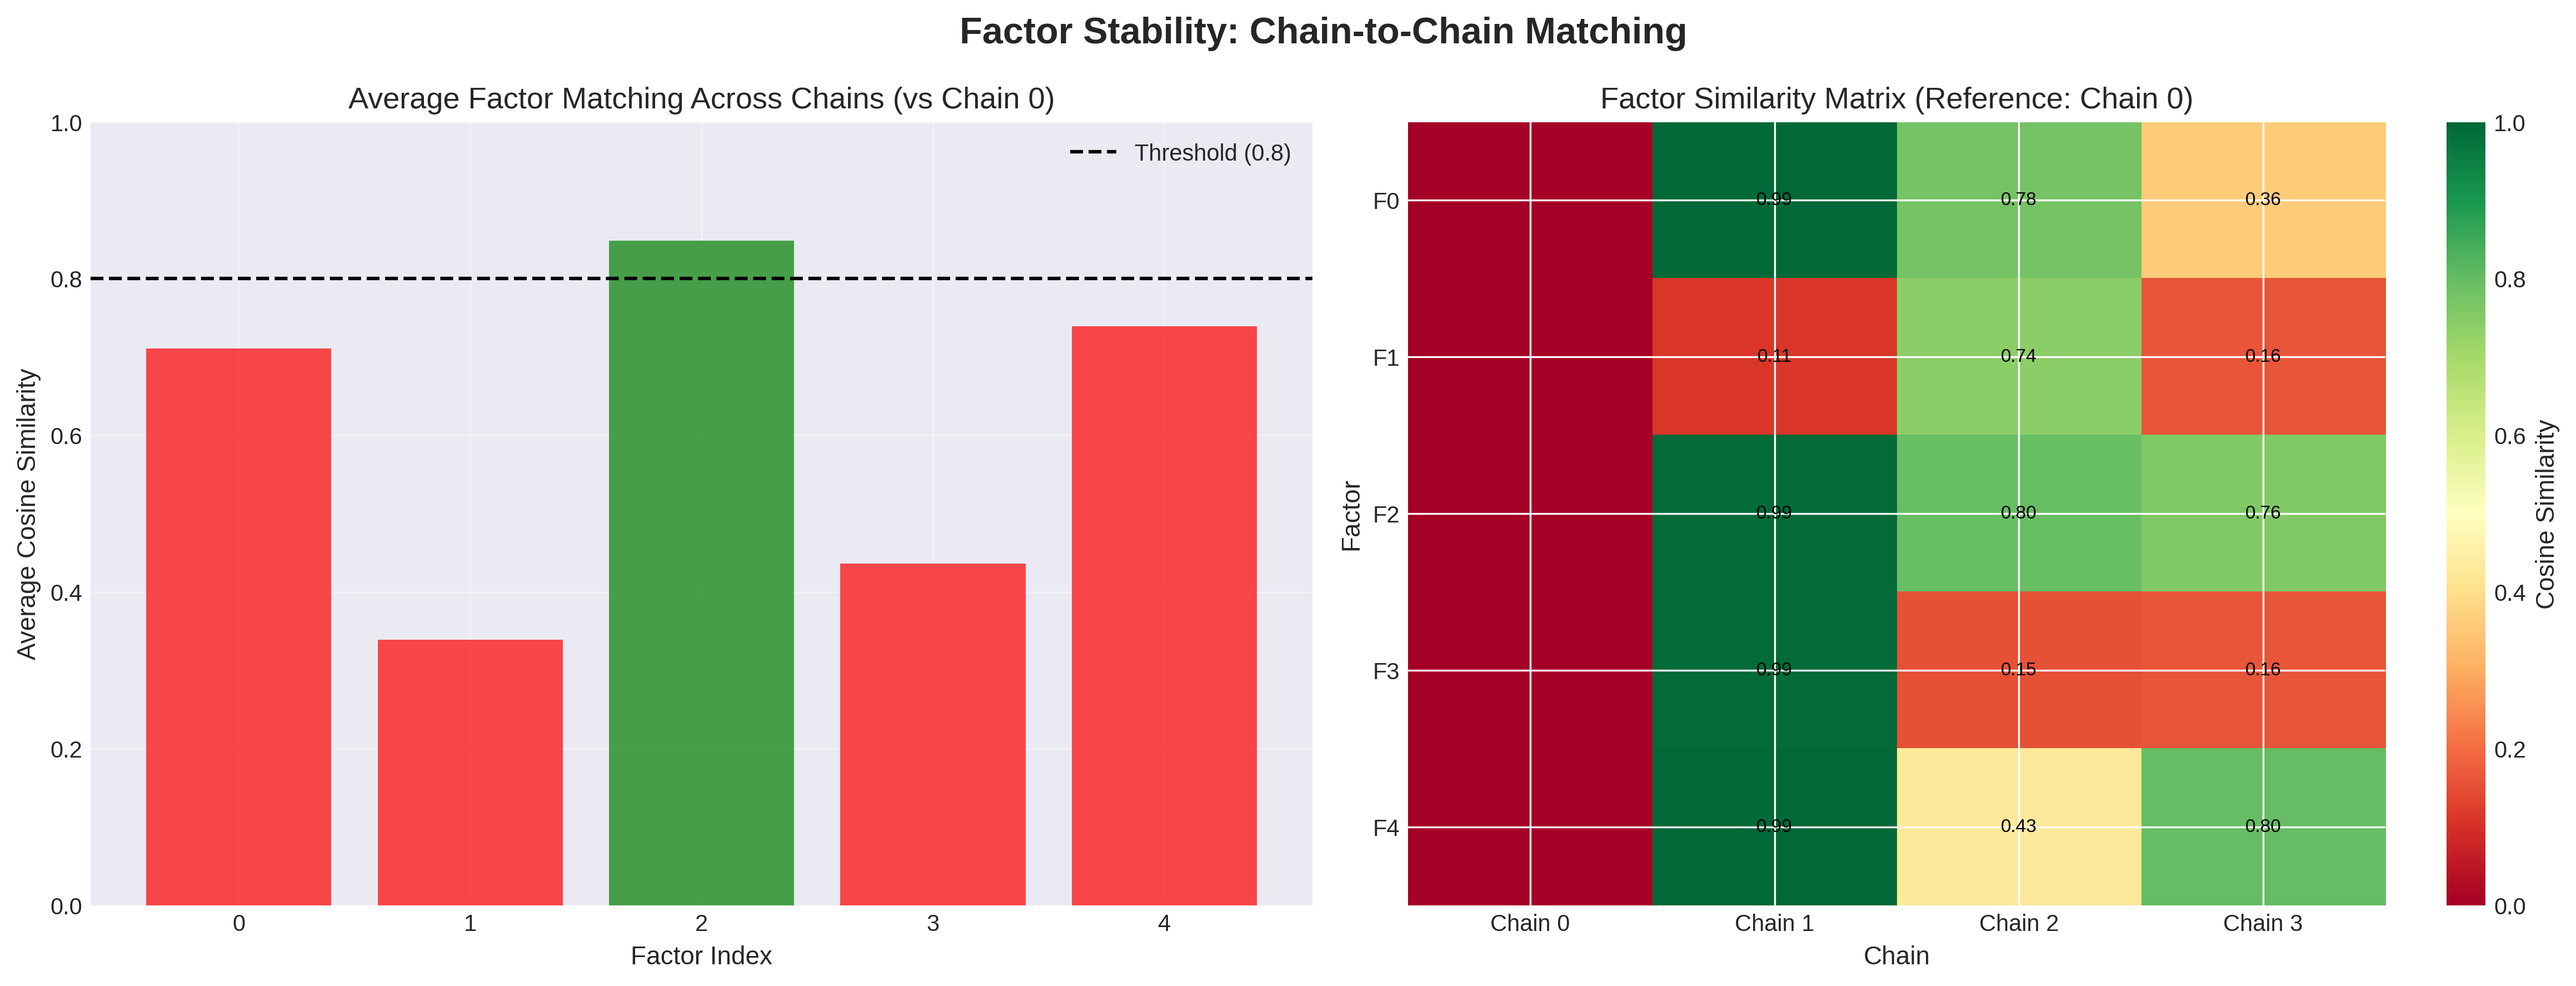 Factor Stability: Chain-to-Chain Matching
Average Factor Matching Across Chains (vs Chain 0)
1.0
0.8
0.6
0.4
0.2
0.0
Average Cosine Similarity
Threshold (0.8)
0 1 2 3 4
Factor Index
Factor Similarity Matrix (Reference: Chain 0)
Factor
F0 0.99 0.78 0.36
F1 0.11 0.74 0.16
F2 0.99 0.80 0.76
F3 0.99 0.15 0.16
F4 0.99 0.43 0.80
Chain 0 Chain 1 Chain 2 Chain 3
Chain
1.0
0.8
0.6
0.4
0.2
0.0
Cosine Similarity